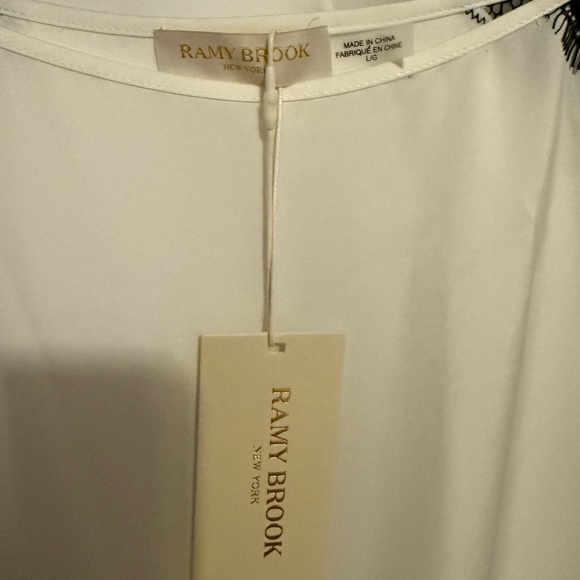 RAMY BROOK
NEW YORK
MADE IN CHINA
FABRIQUÉ EN CHINE
L/G
RAMY BROOK
NEW YORK